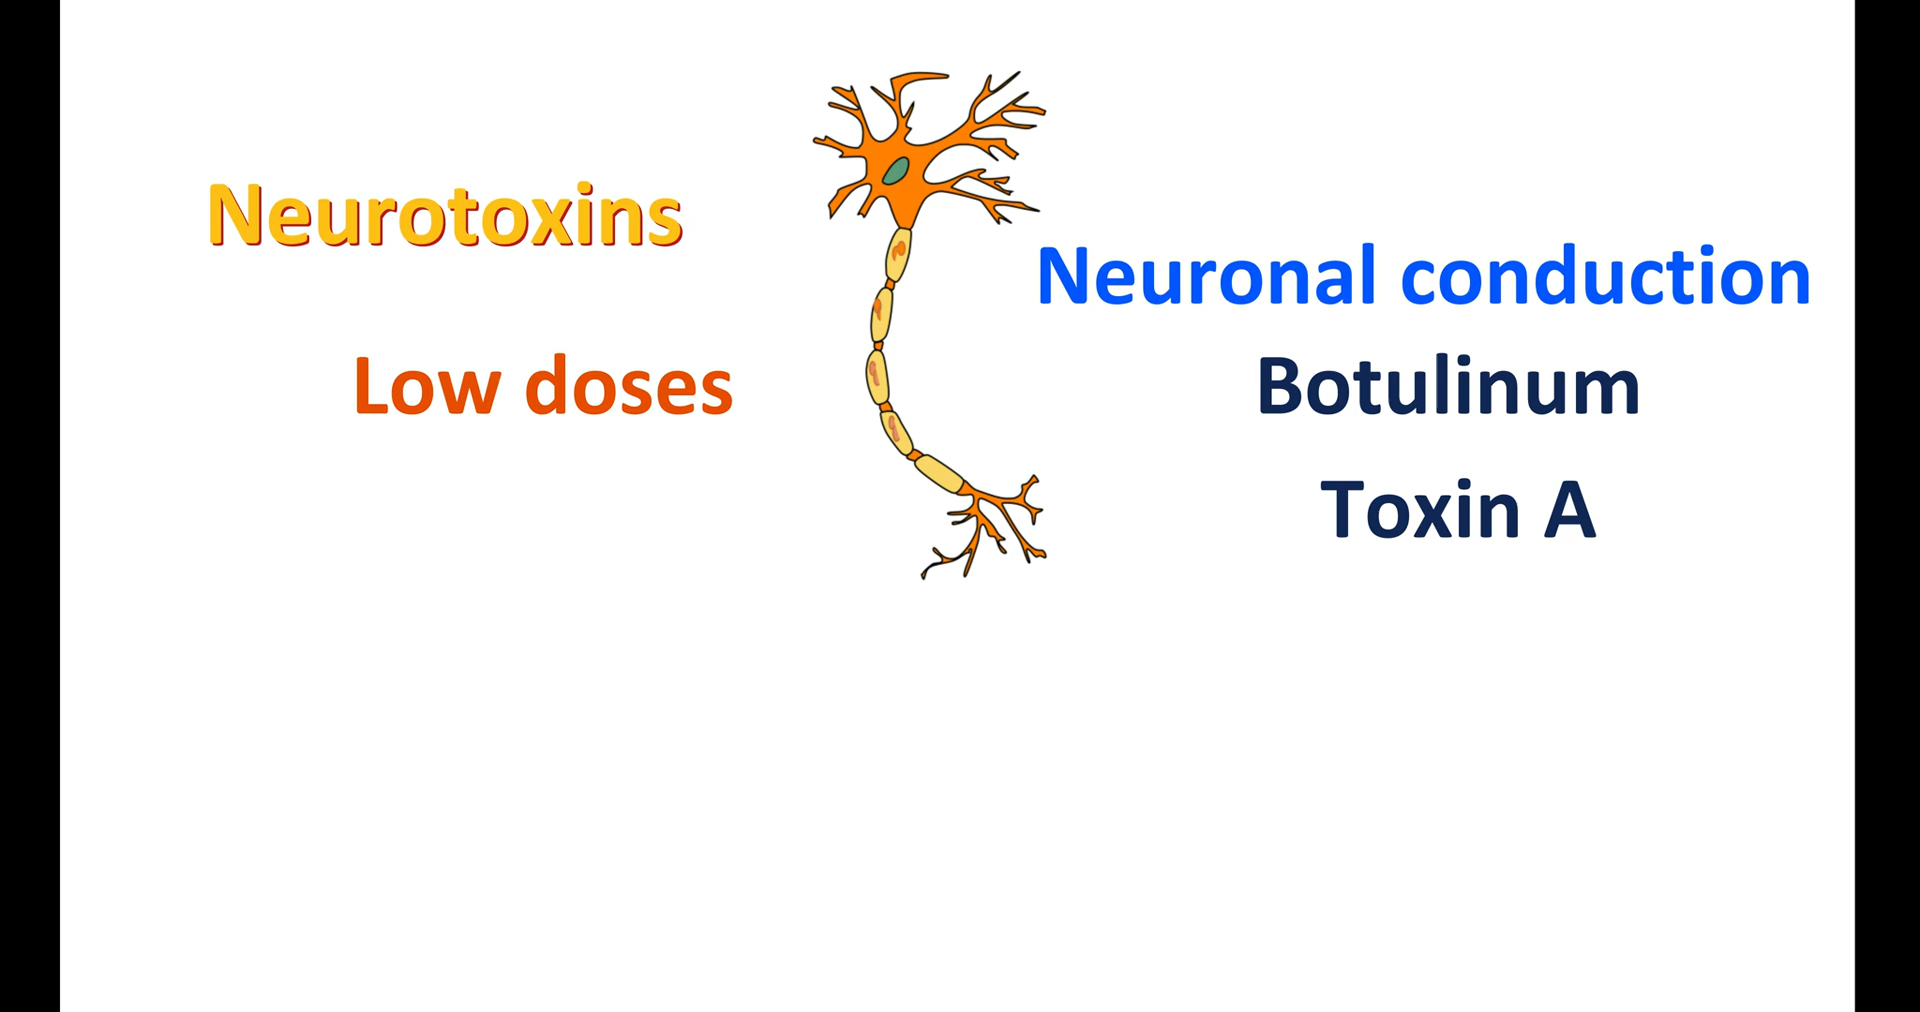 Neurotoxins
Neuronal conduction
Low doses
Botulinum
Toxin A